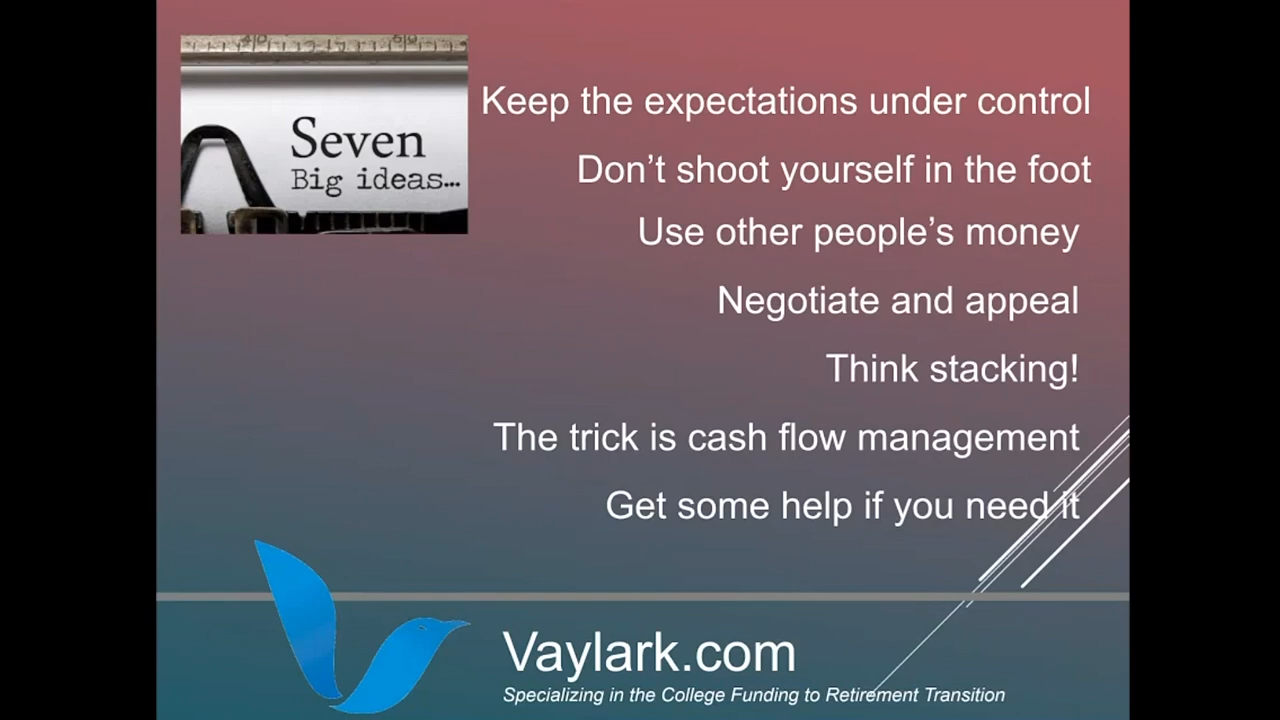 Seven
Big ideas...
Keep the expectations under control
Don’t shoot yourself in the foot
Use other people’s money
Negotiate and appeal
Think stacking!
The trick is cash flow management
Get some help if you need it
Vaylark.com
Specializing in the College Funding to Retirement Transition